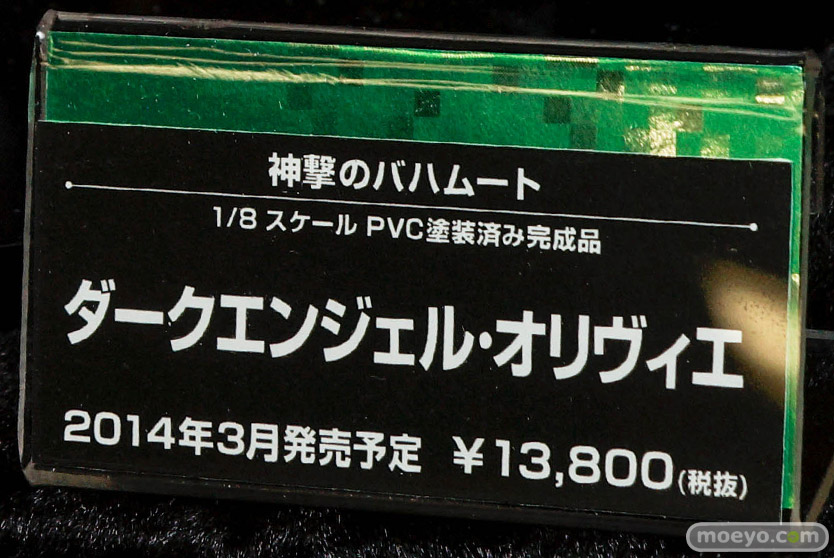 神撃のバハムート
1/8 スケール PVC塗装済み完成品
ダークエンジェル・オリヴィエ
2014年3月発売予定 ¥13,800(税抜)
moeyo.com